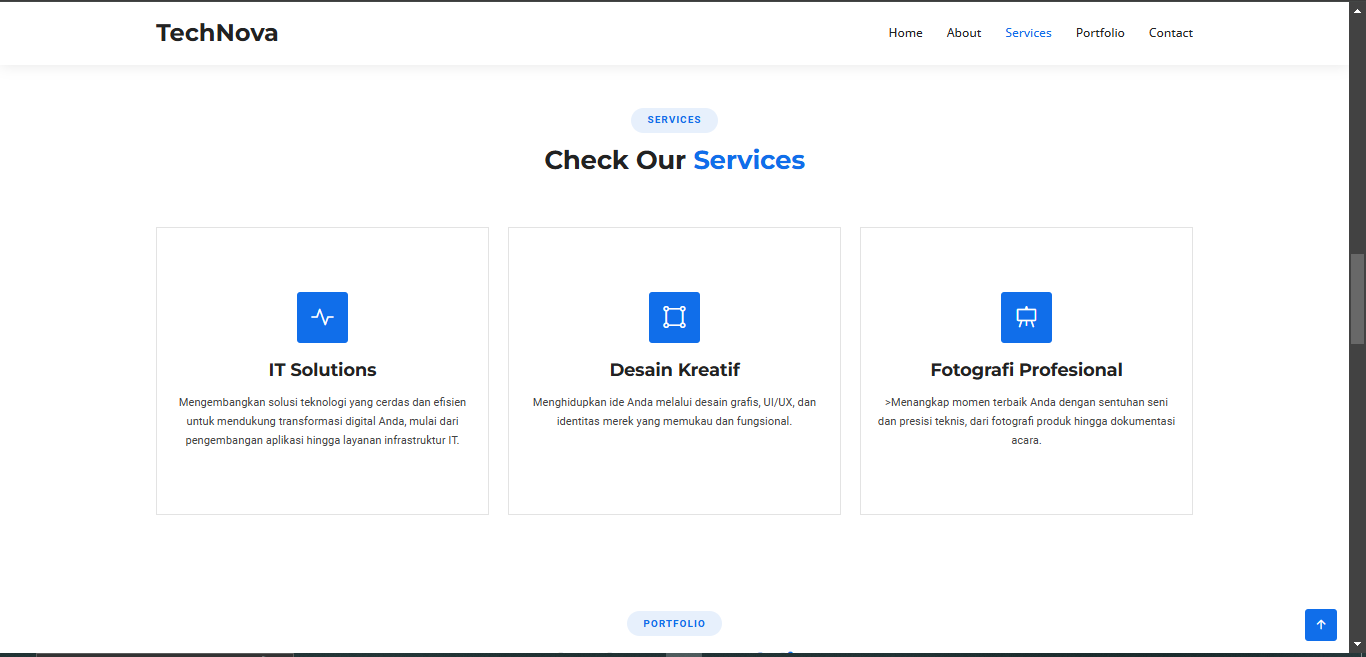 TechNova
Home About Services Portfolio Contact
SERVICES
Check Our Services
IT Solutions
Mengembangkan solusi teknologi yang cerdas dan efisien
untuk mendukung transformasi digital Anda, mulai dari
pengembangan aplikasi hingga layanan infrastruktur IT.
Desain Kreatif
Menghidupkan ide Anda melalui desain grafis, UI/UX, dan
identitas merek yang memukau dan fungsional.
Fotografi Profesional
>Menangkap momen terbaik Anda dengan sentuhan seni
dan presisi teknis, dari fotografi produk hingga dokumentasi
acara.
PORTFOLIO